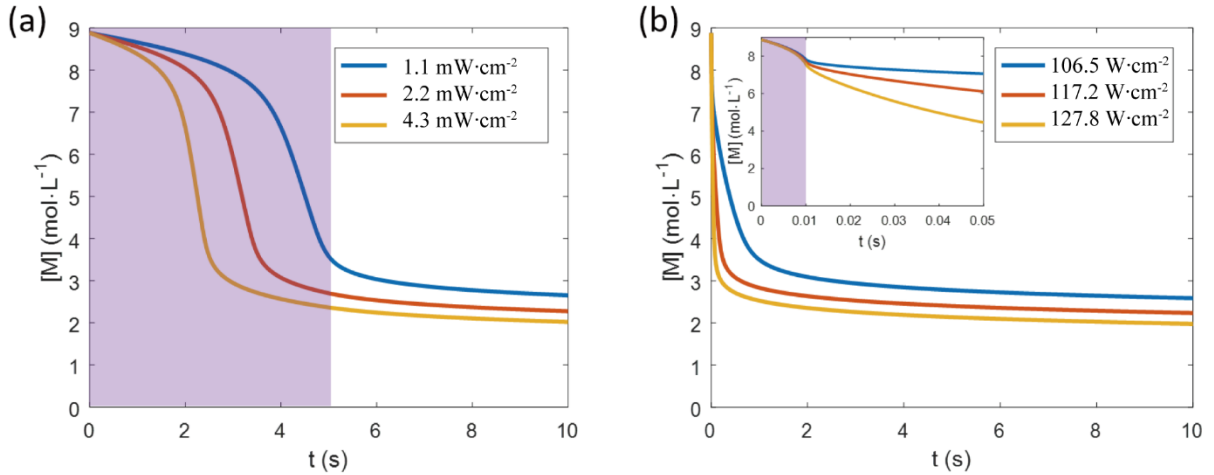 (a)
9
8
7
6
5
4
3
2
1
0
[M] (mol·L⁻¹)
1.1 mW·cm⁻²
2.2 mW·cm⁻²
4.3 mW·cm⁻²
0 2 4 6 8 10
t (s)
(b)
9
8
7
6
5
4
3
2
1
0
[M] (mol·L⁻¹)
8
6
4
2
0
[M] (mol·L⁻¹)
0 0.01 0.02 0.03 0.04 0.05
t (s)
106.5 W·cm⁻²
117.2 W·cm⁻²
127.8 W·cm⁻²
0 2 4 6 8 10
t (s)